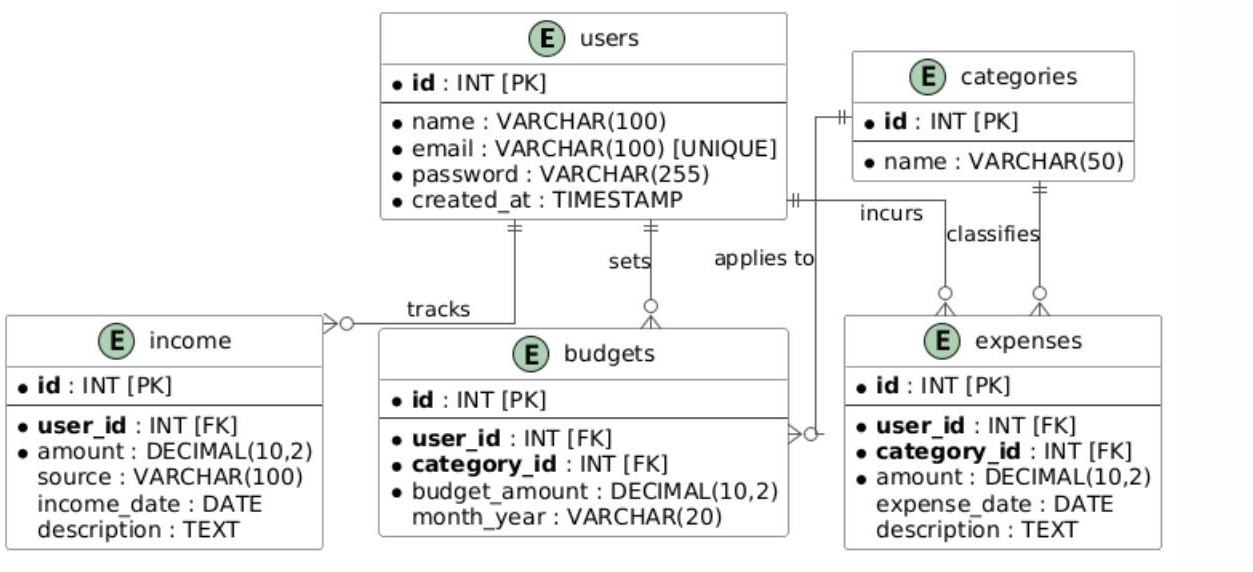 E users
id : INT [PK]
name : VARCHAR(100)
email : VARCHAR(100) [UNIQUE]
password : VARCHAR(255)
created_at : TIMESTAMP
E categories
id : INT [PK]
name : VARCHAR(50)
incurs
classifies
sets
applies to
tracks
E income
id : INT [PK]
user_id : INT [FK]
amount : DECIMAL(10,2)
source : VARCHAR(100)
income_date : DATE
description : TEXT
E budgets
id : INT [PK]
user_id : INT [FK]
category_id : INT [FK]
budget_amount : DECIMAL(10,2)
month_year : VARCHAR(20)
E expenses
id : INT [PK]
user_id : INT [FK]
category_id : INT [FK]
amount : DECIMAL(10,2)
expense_date : DATE
description : TEXT